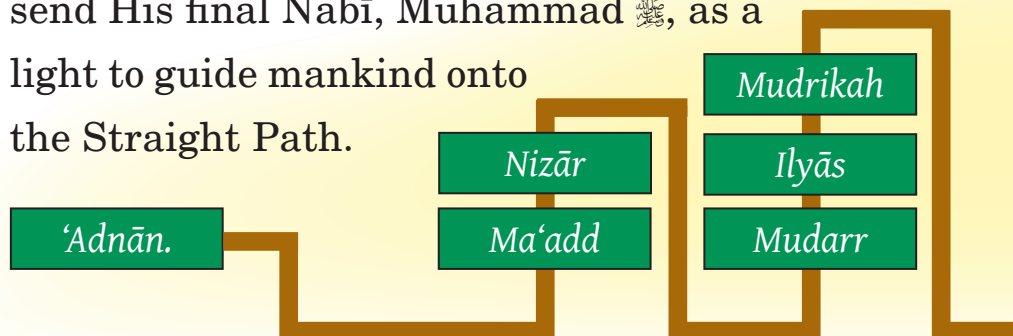 send His final Nabī, Muhammad ﷺ, as a
light to guide mankind onto
the Straight Path.
Mudrikah
Nizār
Ilyās
‘Adnān.
Ma‘add
Mudarr